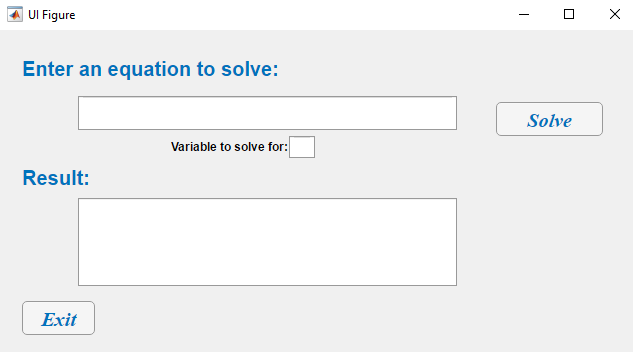 UI Figure
Enter an equation to solve:
Solve
Variable to solve for:
Result:
Exit